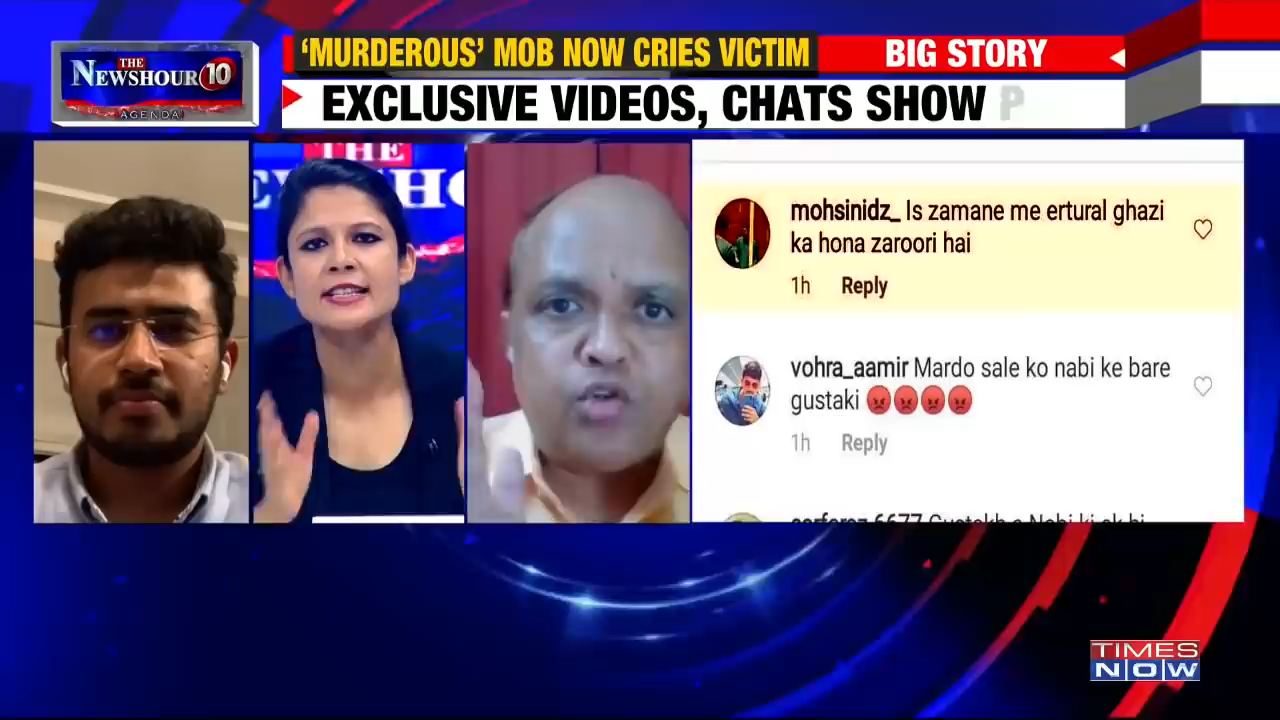 'MURDEROUS' MOB NOW CRIES VICTIM
BIG STORY
THE
NEWSHOUR 10
AGENDA
EXCLUSIVE VIDEOS, CHATS SHOW P
THE
mohsinidz_ Is zamane me ertural ghazi
ka hona zaroori hai
1h Reply
vohra_aamir Mardo sale ko nabi ke bare
gustaki 😡😡😡😡
1h Reply
TIMES
NOW